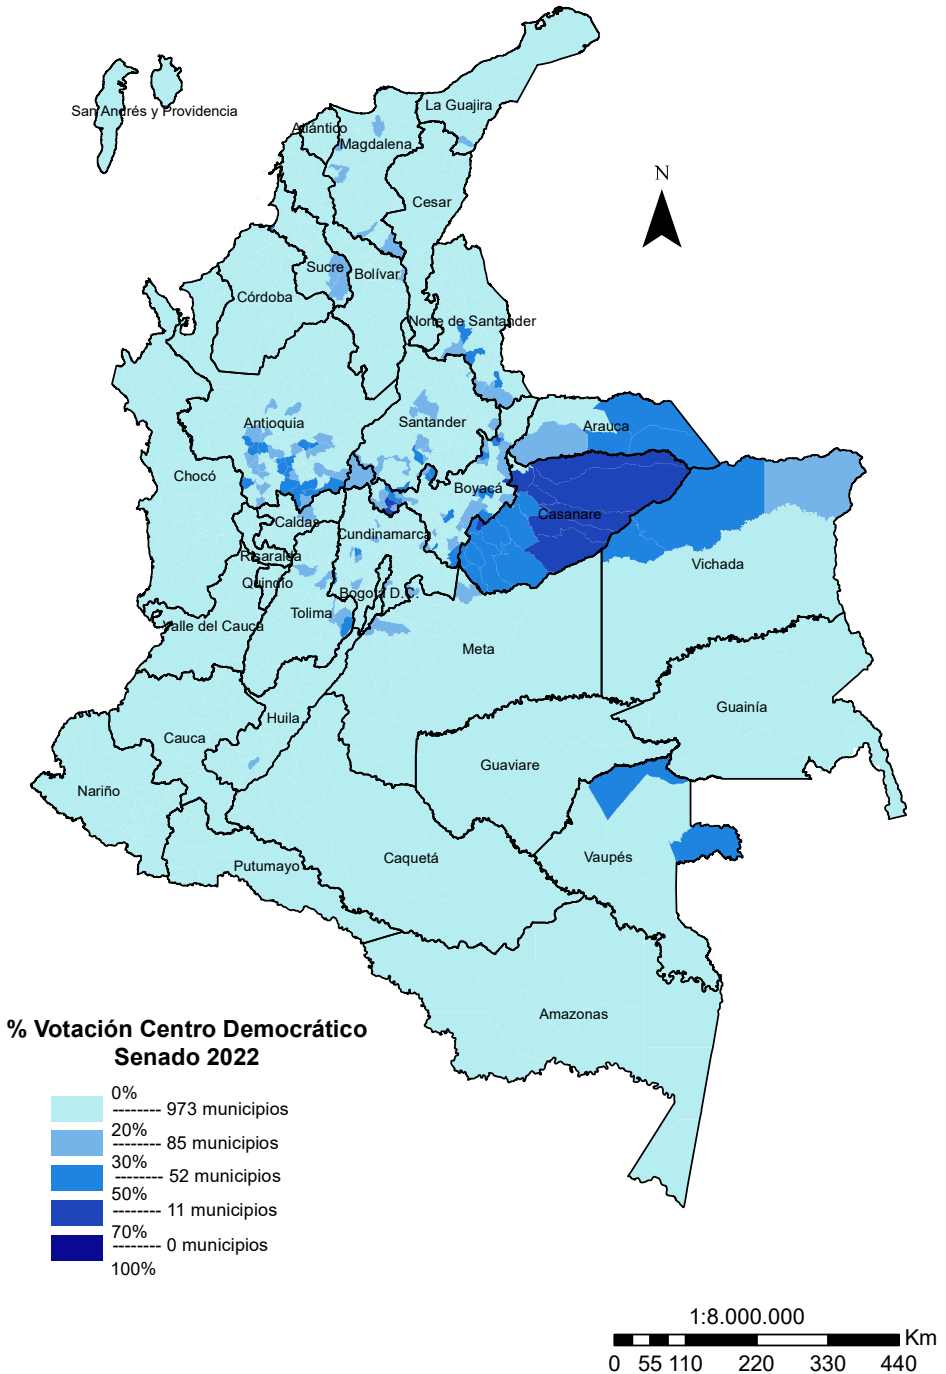 La Guajira
San Andrés y Providencia
Atlántico
Magdalena
N
Cesar
Sucre
Bolívar
Córdoba
Norte de Santander
Antioquia
Santander
Arauca
Chocó
Boyacá
Casanare
Caldas
Cundinamarca
Risaralda
Vichada
Quindío
Bogotá D.C.
Tolima
Valle del Cauca
Meta
Guainía
Huila
Cauca
Guaviare
Nariño
Vaupés
Caquetá
Putumayo
Amazonas
% Votación Centro Democrático
Senado 2022
0%
-------- 973 municipios
20%
-------- 85 municipios
30%
-------- 52 municipios
50%
-------- 11 municipios
70%
-------- 0 municipios
100%
1:8.000.000
Km
0 55 110 220 330 440